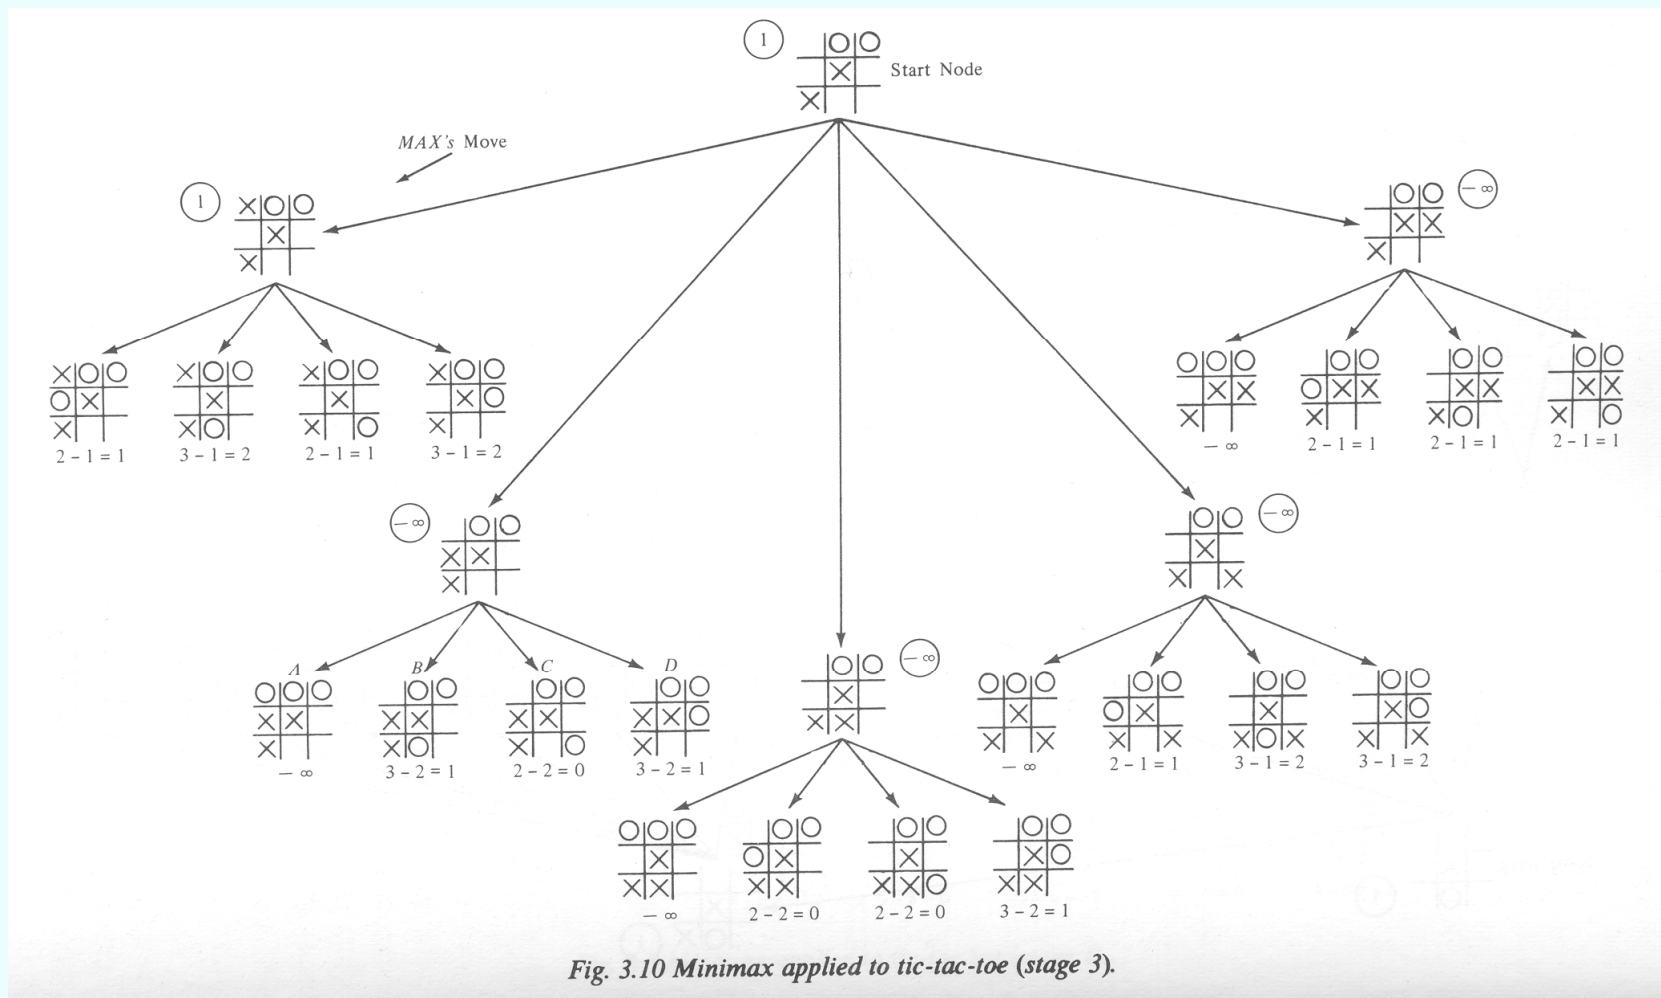 1
Start Node
MAX's Move
1
− ∞
2 − 1 = 1
3 − 1 = 2
2 − 1 = 1
3 − 1 = 2
− ∞
2 − 1 = 1
2 − 1 = 1
2 − 1 = 1
− ∞
− ∞
A
B
C
D
− ∞
− ∞
3 − 2 = 1
2 − 2 = 0
3 − 2 = 1
− ∞
2 − 1 = 1
3 − 1 = 2
3 − 1 = 2
− ∞
2 − 2 = 0
2 − 2 = 0
3 − 2 = 1
Fig. 3.10 Minimax applied to tic-tac-toe (stage 3).